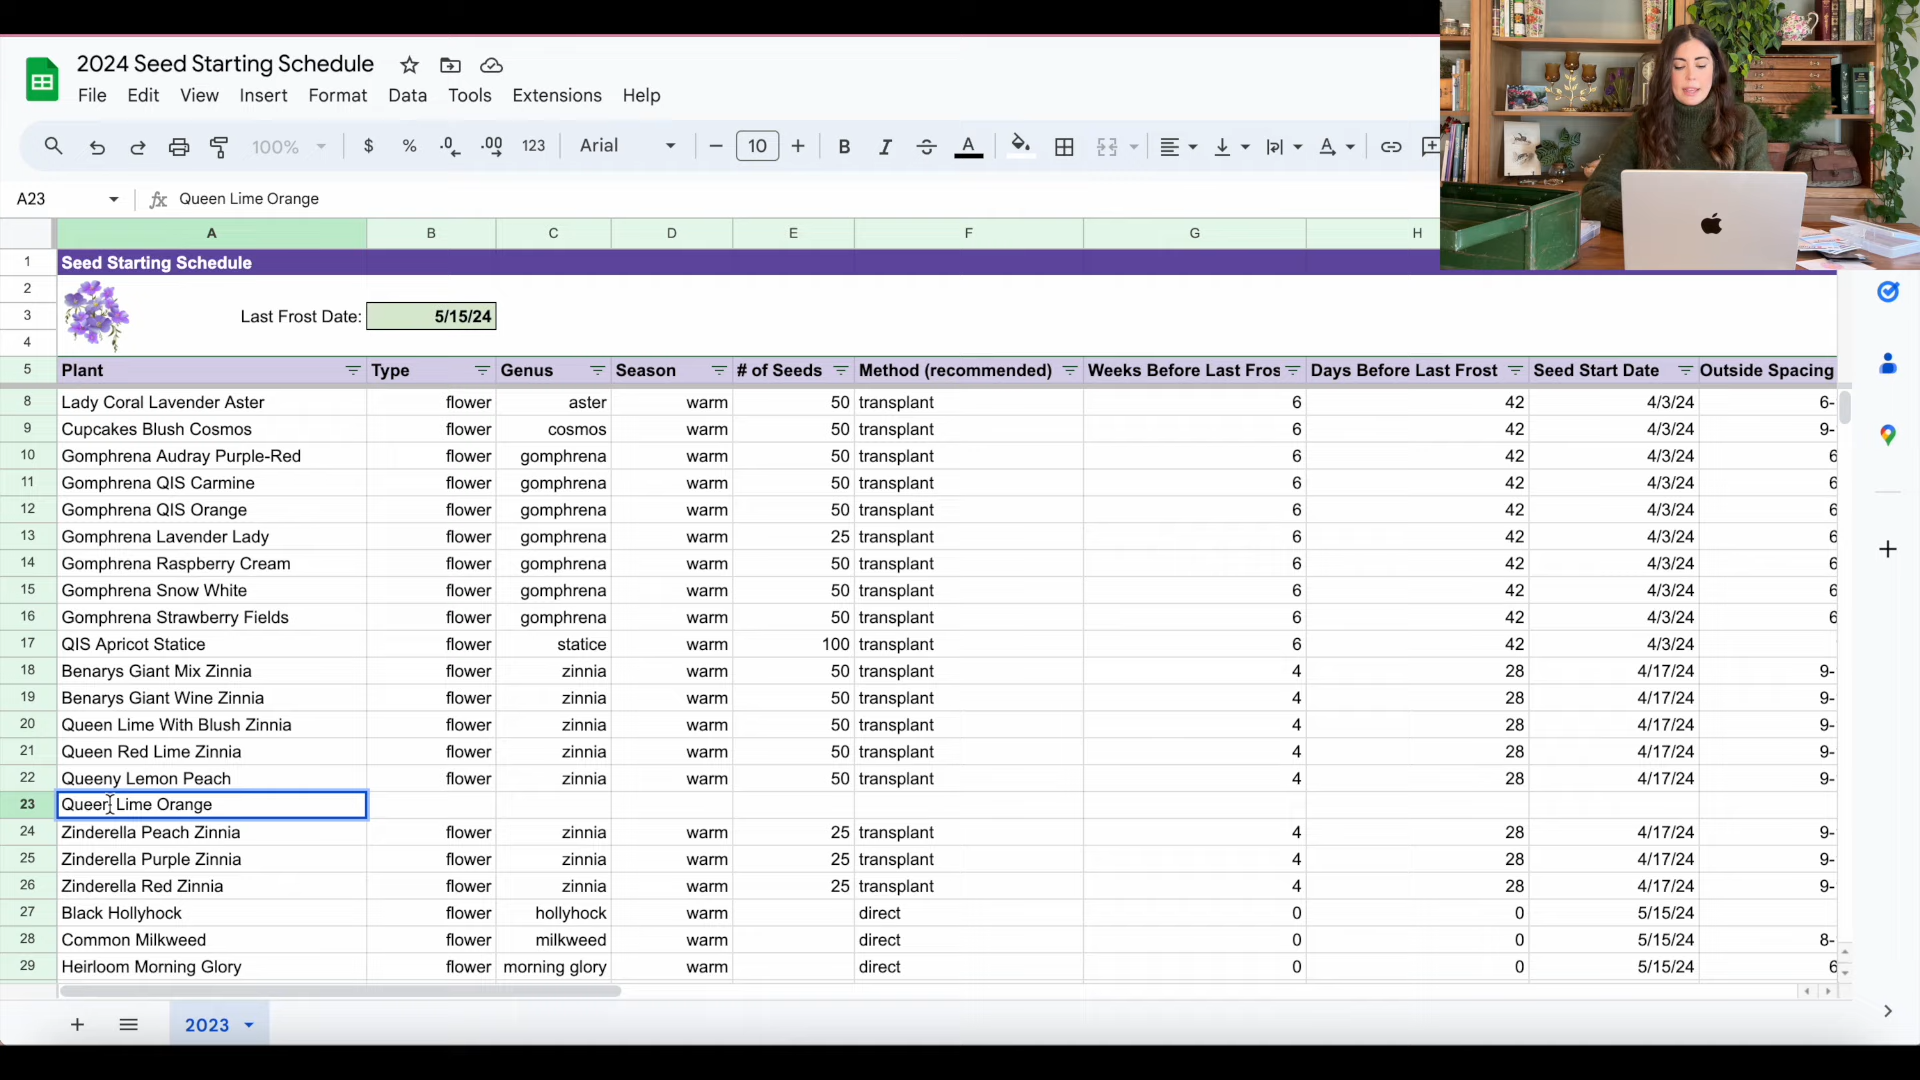 2024 Seed Starting Schedule
File Edit View Insert Format Data Tools Extensions Help
100% $ % .0 .00 123 Arial 10 B I A
A23 fx Queen Lime Orange
A B C D E F G H
1 Seed Starting Schedule
2
3 Last Frost Date: 5/15/24
4
5 Plant Type Genus Season # of Seeds Method (recommended) Weeks Before Last Fros Days Before Last Frost Seed Start Date Outside Spacing
8 Lady Coral Lavender Aster flower aster warm 50 transplant 6 42 4/3/24 6-
9 Cupcakes Blush Cosmos flower cosmos warm 50 transplant 6 42 4/3/24 9-
10 Gomphrena Audray Purple-Red flower gomphrena warm 50 transplant 6 42 4/3/24 6
11 Gomphrena QIS Carmine flower gomphrena warm 50 transplant 6 42 4/3/24 6
12 Gomphrena QIS Orange flower gomphrena warm 50 transplant 6 42 4/3/24 6
13 Gomphrena Lavender Lady flower gomphrena warm 25 transplant 6 42 4/3/24 6
14 Gomphrena Raspberry Cream flower gomphrena warm 50 transplant 6 42 4/3/24 6
15 Gomphrena Snow White flower gomphrena warm 50 transplant 6 42 4/3/24 6
16 Gomphrena Strawberry Fields flower gomphrena warm 50 transplant 6 42 4/3/24 6
17 QIS Apricot Statice flower statice warm 100 transplant 6 42 4/3/24
18 Benarys Giant Mix Zinnia flower zinnia warm 50 transplant 4 28 4/17/24 9-
19 Benarys Giant Wine Zinnia flower zinnia warm 50 transplant 4 28 4/17/24 9-
20 Queen Lime With Blush Zinnia flower zinnia warm 50 transplant 4 28 4/17/24 9-
21 Queen Red Lime Zinnia flower zinnia warm 50 transplant 4 28 4/17/24 9-
22 Queeny Lemon Peach flower zinnia warm 50 transplant 4 28 4/17/24 9-
23 Queen Lime Orange
24 Zinderella Peach Zinnia flower zinnia warm 25 transplant 4 28 4/17/24 9-
25 Zinderella Purple Zinnia flower zinnia warm 25 transplant 4 28 4/17/24 9-
26 Zinderella Red Zinnia flower zinnia warm 25 transplant 4 28 4/17/24 9-
27 Black Hollyhock flower hollyhock warm direct 0 0 5/15/24
28 Common Milkweed flower milkweed warm direct 0 0 5/15/24 8-
29 Heirloom Morning Glory flower morning glory warm direct 0 0 5/15/24 6
2023